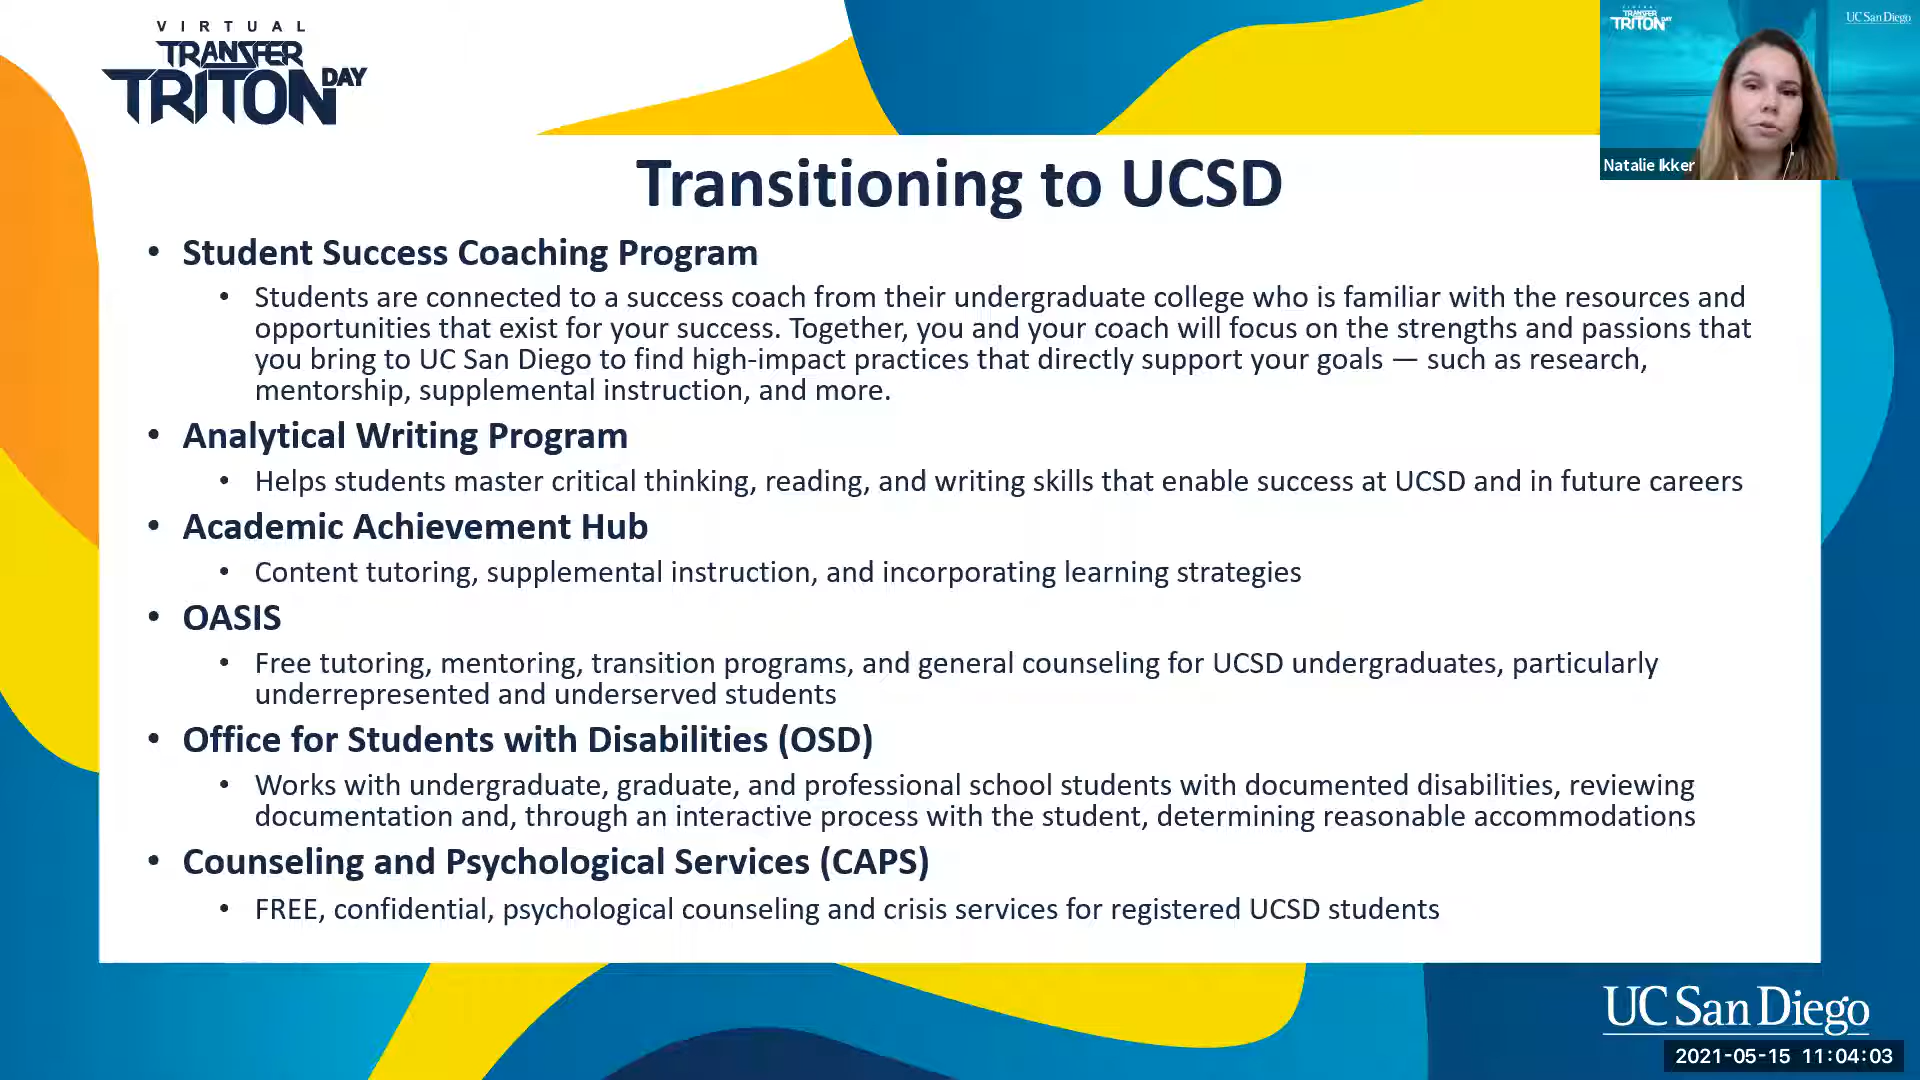 VIRTUAL
TRANSFER
TRITON DAY
TRITON DAY
UC San Diego
Natalie Ikker
Transitioning to UCSD
• Student Success Coaching Program
• Students are connected to a success coach from their undergraduate college who is familiar with the resources and
opportunities that exist for your success. Together, you and your coach will focus on the strengths and passions that
you bring to UC San Diego to find high-impact practices that directly support your goals — such as research,
mentorship, supplemental instruction, and more.
• Analytical Writing Program
• Helps students master critical thinking, reading, and writing skills that enable success at UCSD and in future careers
• Academic Achievement Hub
• Content tutoring, supplemental instruction, and incorporating learning strategies
• OASIS
• Free tutoring, mentoring, transition programs, and general counseling for UCSD undergraduates, particularly
underrepresented and underserved students
• Office for Students with Disabilities (OSD)
• Works with undergraduate, graduate, and professional school students with documented disabilities, reviewing
documentation and, through an interactive process with the student, determining reasonable accommodations
• Counseling and Psychological Services (CAPS)
• FREE, confidential, psychological counseling and crisis services for registered UCSD students
UC San Diego
2021-05-15 11:04:03